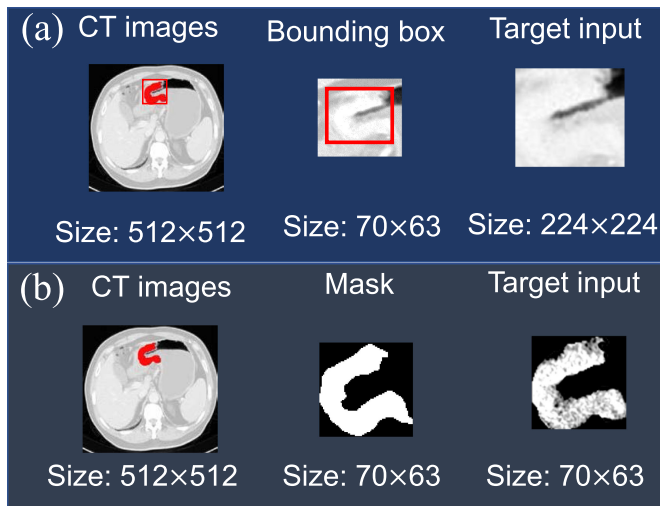 (a) CT images Bounding box Target input
Size: 512×512 Size: 70×63 Size: 224×224
(b) CT images Mask Target input
Size: 512×512 Size: 70×63 Size: 70×63